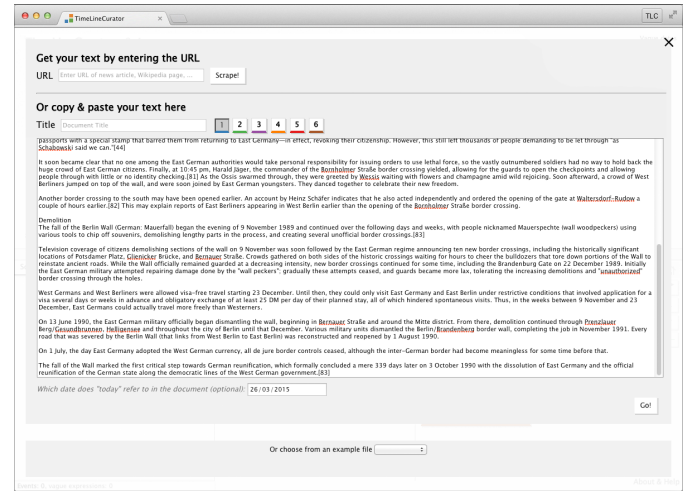 TimeLineCurator
TLC
Get your text by entering the URL
URL Enter URL of news article, Wikipedia page, ... Scrape!
Or copy & paste your text here
Title Document Title 1 2 3 4 5 6
passports with a special stamp that barred them from returning to East Germany—in effect, revoking their citizenship. However, this still left thousands of people demanding to be let through "as
Schabowski said we can."[44]
It soon became clear that no one among the East German authorities would take personal responsibility for issuing orders to use lethal force, so the vastly outnumbered soldiers had no way to hold back the
huge crowd of East German citizens. Finally, at 10:45 pm, Harald Jäger, the commander of the Bornholmer Straße border crossing yielded, allowing for the guards to open the checkpoints and allowing
people through with little or no identity checking.[81] As the Ossis swarmed through, they were greeted by Wessis waiting with flowers and champagne amid wild rejoicing. Soon afterward, a crowd of West
Berliners jumped on top of the wall, and were soon joined by East German youngsters. They danced together to celebrate their new freedom.
Another border crossing to the south may have been opened earlier. An account by Heinz Schäfer indicates that he also acted independently and ordered the opening of the gate at Waltersdorf-Rudow a
couple of hours earlier.[82] This may explain reports of East Berliners appearing in West Berlin earlier than the opening of the Bornholmer Straße border crossing.
Demolition
The fall of the Berlin Wall (German: Mauerfall) began the evening of 9 November 1989 and continued over the following days and weeks, with people nicknamed Mauerspechte (wall woodpeckers) using
various tools to chip off souvenirs, demolishing lengthy parts in the process, and creating several unofficial border crossings.[83]
Television coverage of citizens demolishing sections of the wall on 9 November was soon followed by the East German regime announcing ten new border crossings, including the historically significant
locations of Potsdamer Platz, Glienicker Brücke, and Bernauer Straße. Crowds gathered on both sides of the historic crossings waiting for hours to cheer the bulldozers that tore down portions of the Wall to
reinstate ancient roads. While the Wall officially remained guarded at a decreasing intensity, new border crossings continued for some time, including the Brandenburg Gate on 22 December 1989. Initially
the East German military attempted repairing damage done by the "wall peckers"; gradually these attempts ceased, and guards became more lax, tolerating the increasing demolitions and "unauthorized"
border crossing through the holes.
West Germans and West Berliners were allowed visa-free travel starting 23 December. Until then, they could only visit East Germany and East Berlin under restrictive conditions that involved application for a
visa several days or weeks in advance and obligatory exchange of at least 25 DM per day of their planned stay, all of which hindered spontaneous visits. Thus, in the weeks between 9 November and 23
December, East Germans could actually travel more freely than Westerners.
On 13 June 1990, the East German military officially began dismantling the wall, beginning in Bernauer Straße and around the Mitte district. From there, demolition continued through Prenzlauer
Berg/Gesundbrunnen, Heiligensee and throughout the city of Berlin until that December. Various military units dismantled the Berlin/Brandenberg border wall, completing the job in November 1991. Every
road that was severed by the Berlin Wall (that links from West Berlin to East Berlin) was reconstructed and reopened by 1 August 1990.
On 1 July, the day East Germany adopted the West German currency, all de jure border controls ceased, although the inter-German border had become meaningless for some time before that.
The fall of the Wall marked the first critical step towards German reunification, which formally concluded a mere 339 days later on 3 October 1990 with the dissolution of East Germany and the official
reunification of the German state along the democratic lines of the West German government.[83]
Which date does "today" refer to in the document (optional): 26/03/2015
Go!
Or choose from an example file
Events: 0, vague expressions: 0
About & Help